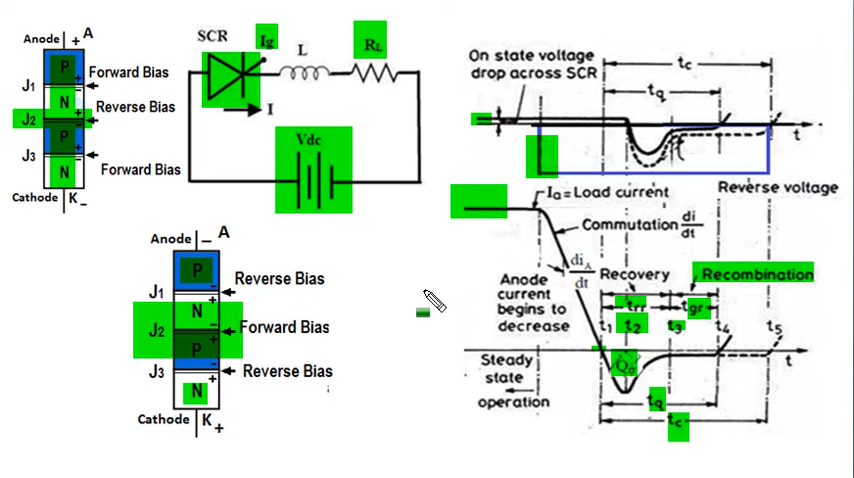 Anode + A
P
J1 Forward Bias
N
Reverse Bias
J2
P
J3
N Forward Bias
Cathode K -
SCR Ig L RL
I
Vdc
On state voltage
drop across SCR
tc
tq
t
Reverse voltage
Ia = Load current
Commutation di/dt
diA/dt
Anode
current
begins to
decrease
Recovery Recombination
trr tgr
t1 t2 t3 t4 t5
t
Steady
state
operation
tq
tc
Anode - A
P
J1 Reverse Bias
N
J2 Forward Bias
P
J3 Reverse Bias
N
Cathode K +